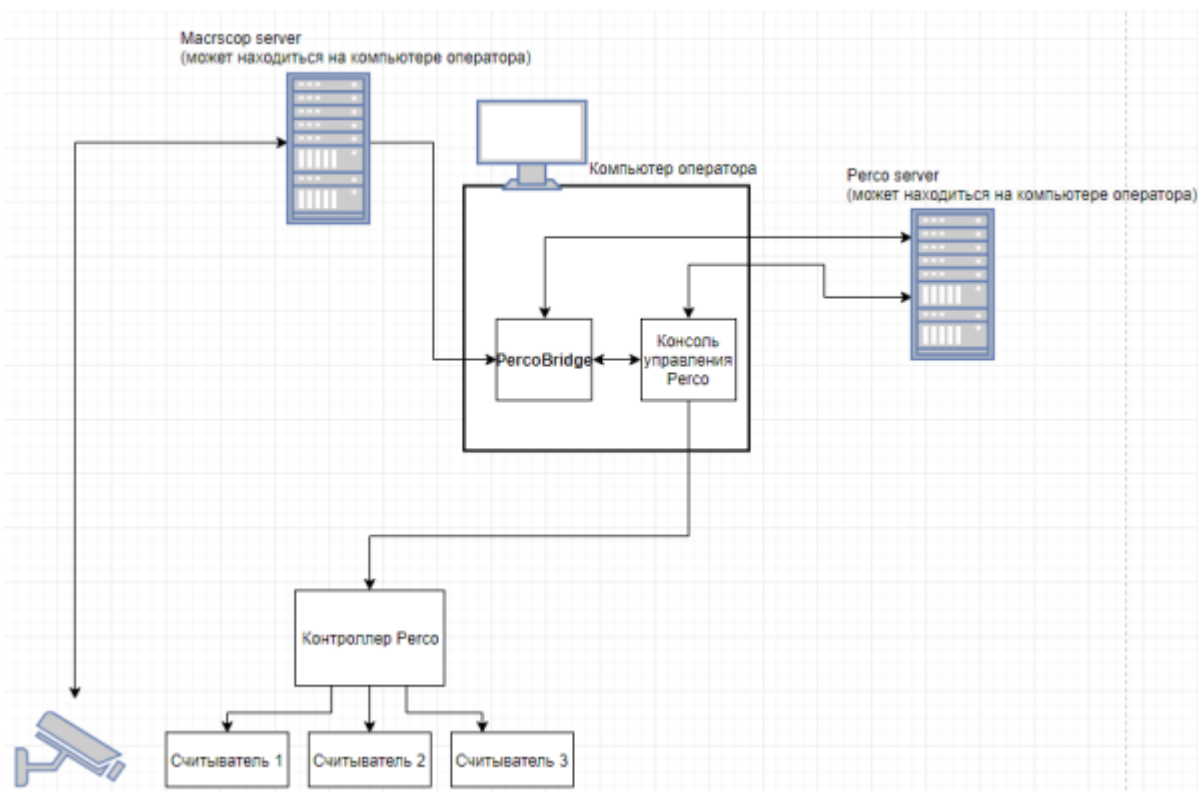 Macrscop server
(может находиться на компьютере оператора)
Компьютер оператора
Perco server
(может находиться на компьютере оператора)
PercoBridge
Консоль
управления
Perco
Контроллер Perco
Считыватель 1
Считыватель 2
Считыватель 3